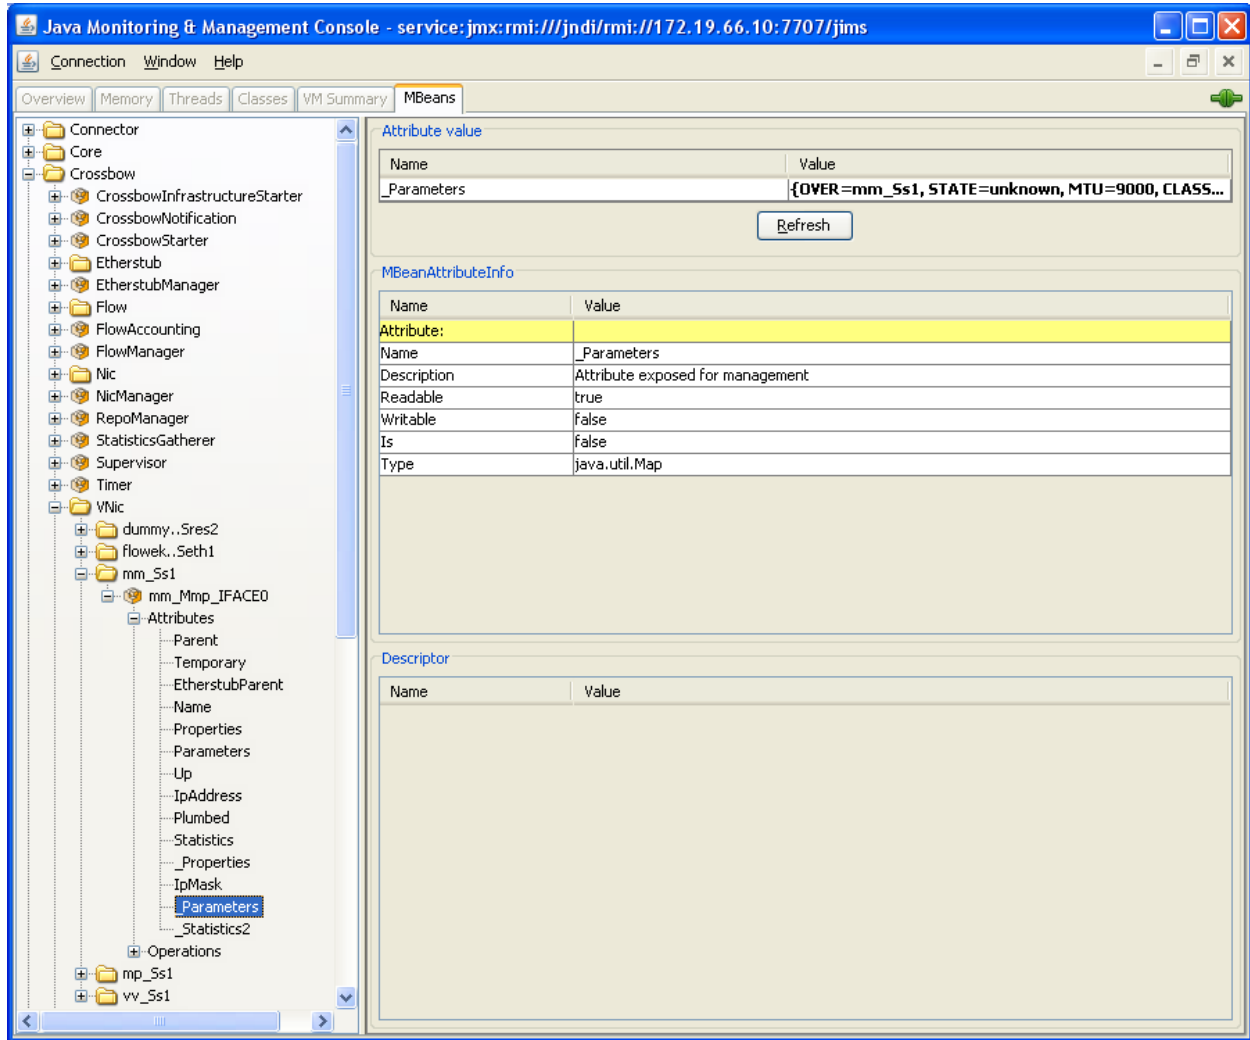 Java Monitoring & Management Console - service:jmx:rmi:///jndi/rmi://172.19.66.10:7707/jims
Connection Window Help
Overview Memory Threads Classes VM Summary MBeans
Connector
Core
Crossbow
CrossbowInfrastructureStarter
CrossbowNotification
CrossbowStarter
Etherstub
EtherstubManager
Flow
FlowAccounting
FlowManager
Nic
NicManager
RepoManager
StatisticsGatherer
Supervisor
Timer
VNic
dummy..Sres2
flowek..Seth1
mm_Ss1
mm_Mmp_IFACE0
Attributes
Parent
Temporary
EtherstubParent
Name
Properties
Parameters
Up
IpAddress
Plumbed
Statistics
_Properties
IpMask
_Parameters
_Statistics2
Operations
mp_Ss1
vv_Ss1
Attribute value
Name Value
_Parameters {OVER=mm_Ss1, STATE=unknown, MTU=9000, CLASS...
Refresh
MBeanAttributeInfo
Name Value
Attribute:
Name _Parameters
Description Attribute exposed for management
Readable true
Writable false
Is false
Type java.util.Map
Descriptor
Name Value